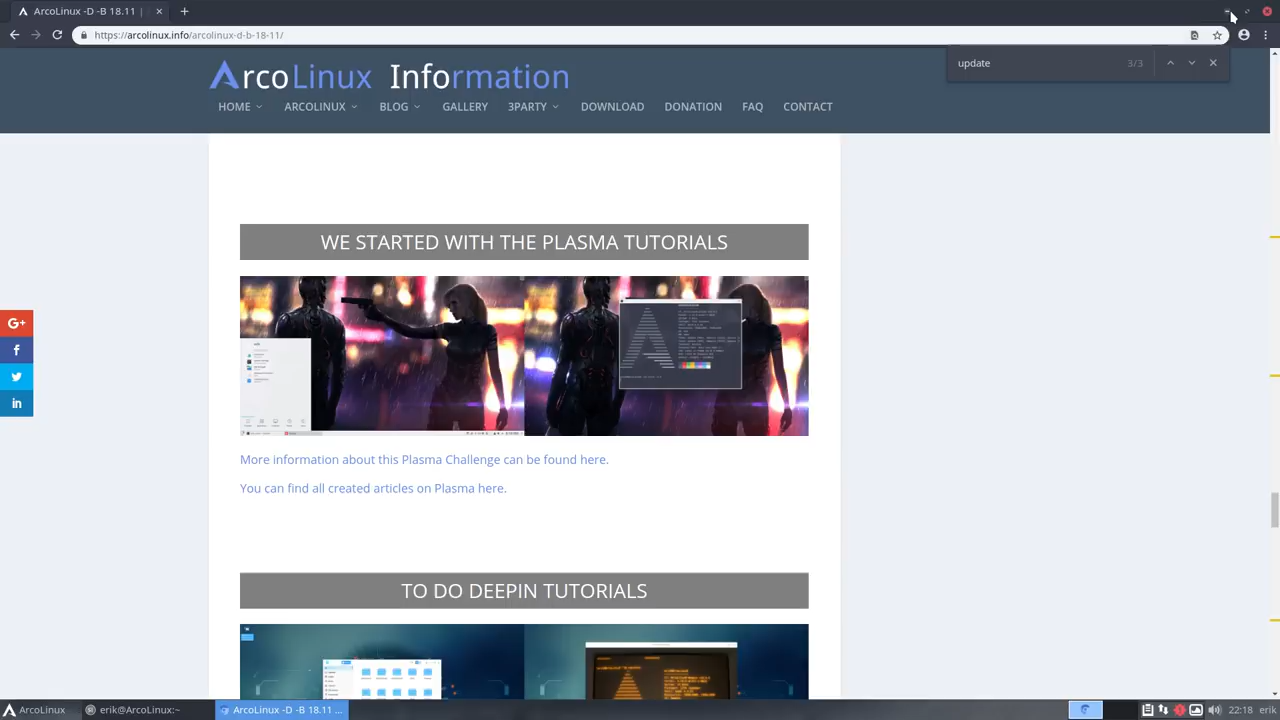 ArcoLinux -D -B 18.11 |
https://arcolinux.info/arcolinux-d-b-18-11/
update 3/3
ArcoLinux Information
HOME ARCOLINUX BLOG GALLERY 3PARTY DOWNLOAD DONATION FAQ CONTACT
WE STARTED WITH THE PLASMA TUTORIALS
G+
f
in
More information about this Plasma Challenge can be found here.
You can find all created articles on Plasma here.
TO DO DEEPIN TUTORIALS
ArcoLinux erik@ArcoLinux:~ ArcoLinux -D -B 18.11 ... 22:18 erik